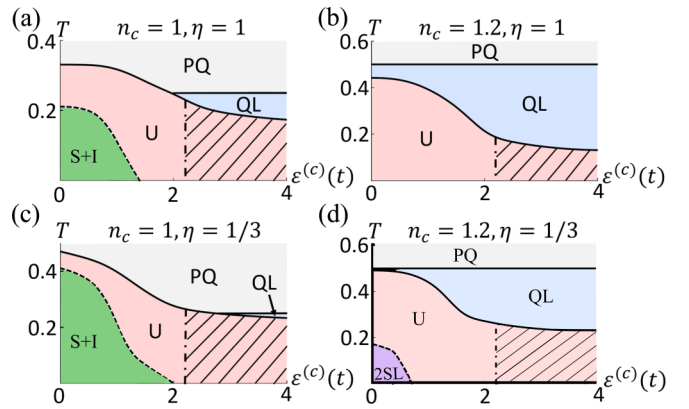 (a) T n_c = 1, η = 1
0.4
PQ
QL
0.2
U
S+I
0 2 4 ε^(c)(t)
(b) T n_c = 1.2, η = 1
0.6
PQ
QL
0.4
U
0.2
0 2 4 ε^(c)(t)
(c) T n_c = 1, η = 1/3
0.4
PQ
QL
0.2
U
S+I
0 2 4 ε^(c)(t)
(d) T n_c = 1.2, η = 1/3
0.6
PQ
QL
0.4
U
0.2
2SL
0 2 4 ε^(c)(t)